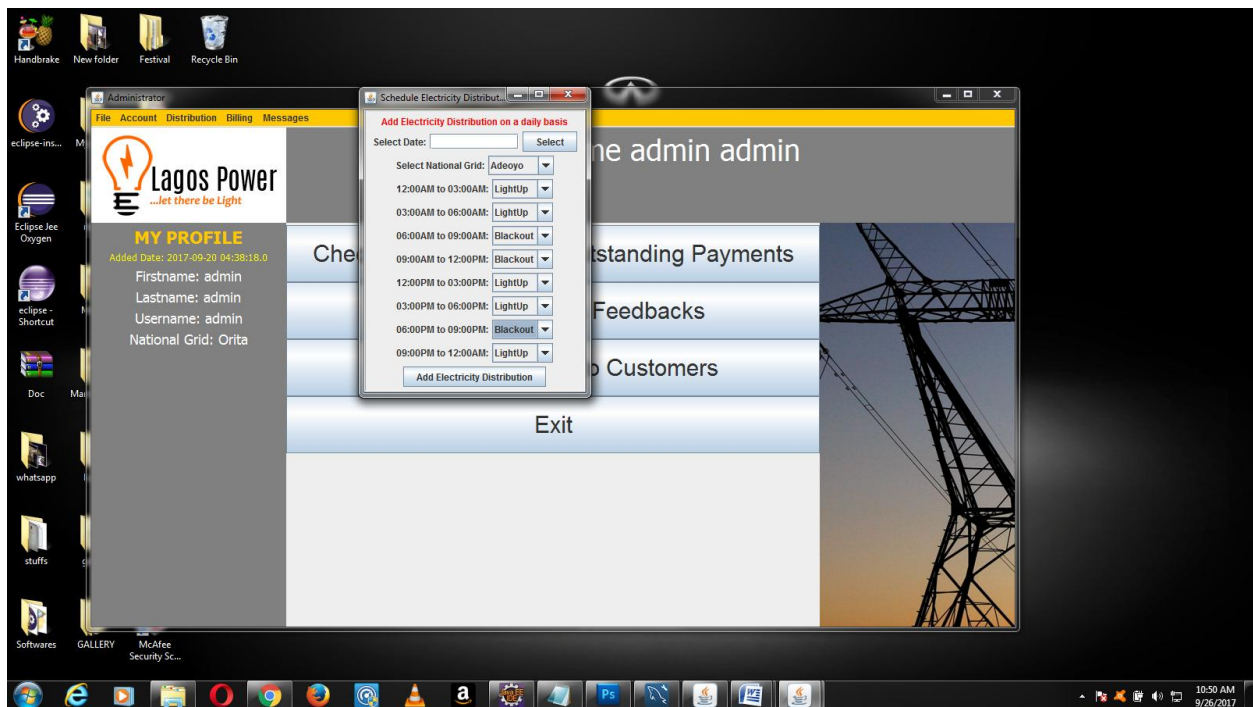 Handbrake
New folder
Festival
Recycle Bin
eclipse-ins...
Eclipse Jee
Oxygen
eclipse -
Shortcut
Doc
whatsapp
stuffs
Softwares
GALLERY
McAfee
Security Sc...
Administrator
File Account Distribution Billing Messages
Lagos Power
...let there be Light
me admin admin
MY PROFILE
Added Date: 2017-09-20 04:38:18.0
Firstname: admin
Lastname: admin
Username: admin
National Grid: Orita
Schedule Electricity Distribut...
Add Electricity Distribution on a daily basis
Select Date: Select
Select National Grid: Adeoyo
12:00AM to 03:00AM: LightUp
03:00AM to 06:00AM: LightUp
06:00AM to 09:00AM: Blackout
09:00AM to 12:00PM: Blackout
12:00PM to 03:00PM: LightUp
03:00PM to 06:00PM: LightUp
06:00PM to 09:00PM: Blackout
09:00PM to 12:00AM: LightUp
Add Electricity Distribution
Che tstanding Payments
Feedbacks
o Customers
Exit
a
Java EE
IDE
Ps
W
10:50 AM
9/26/2017